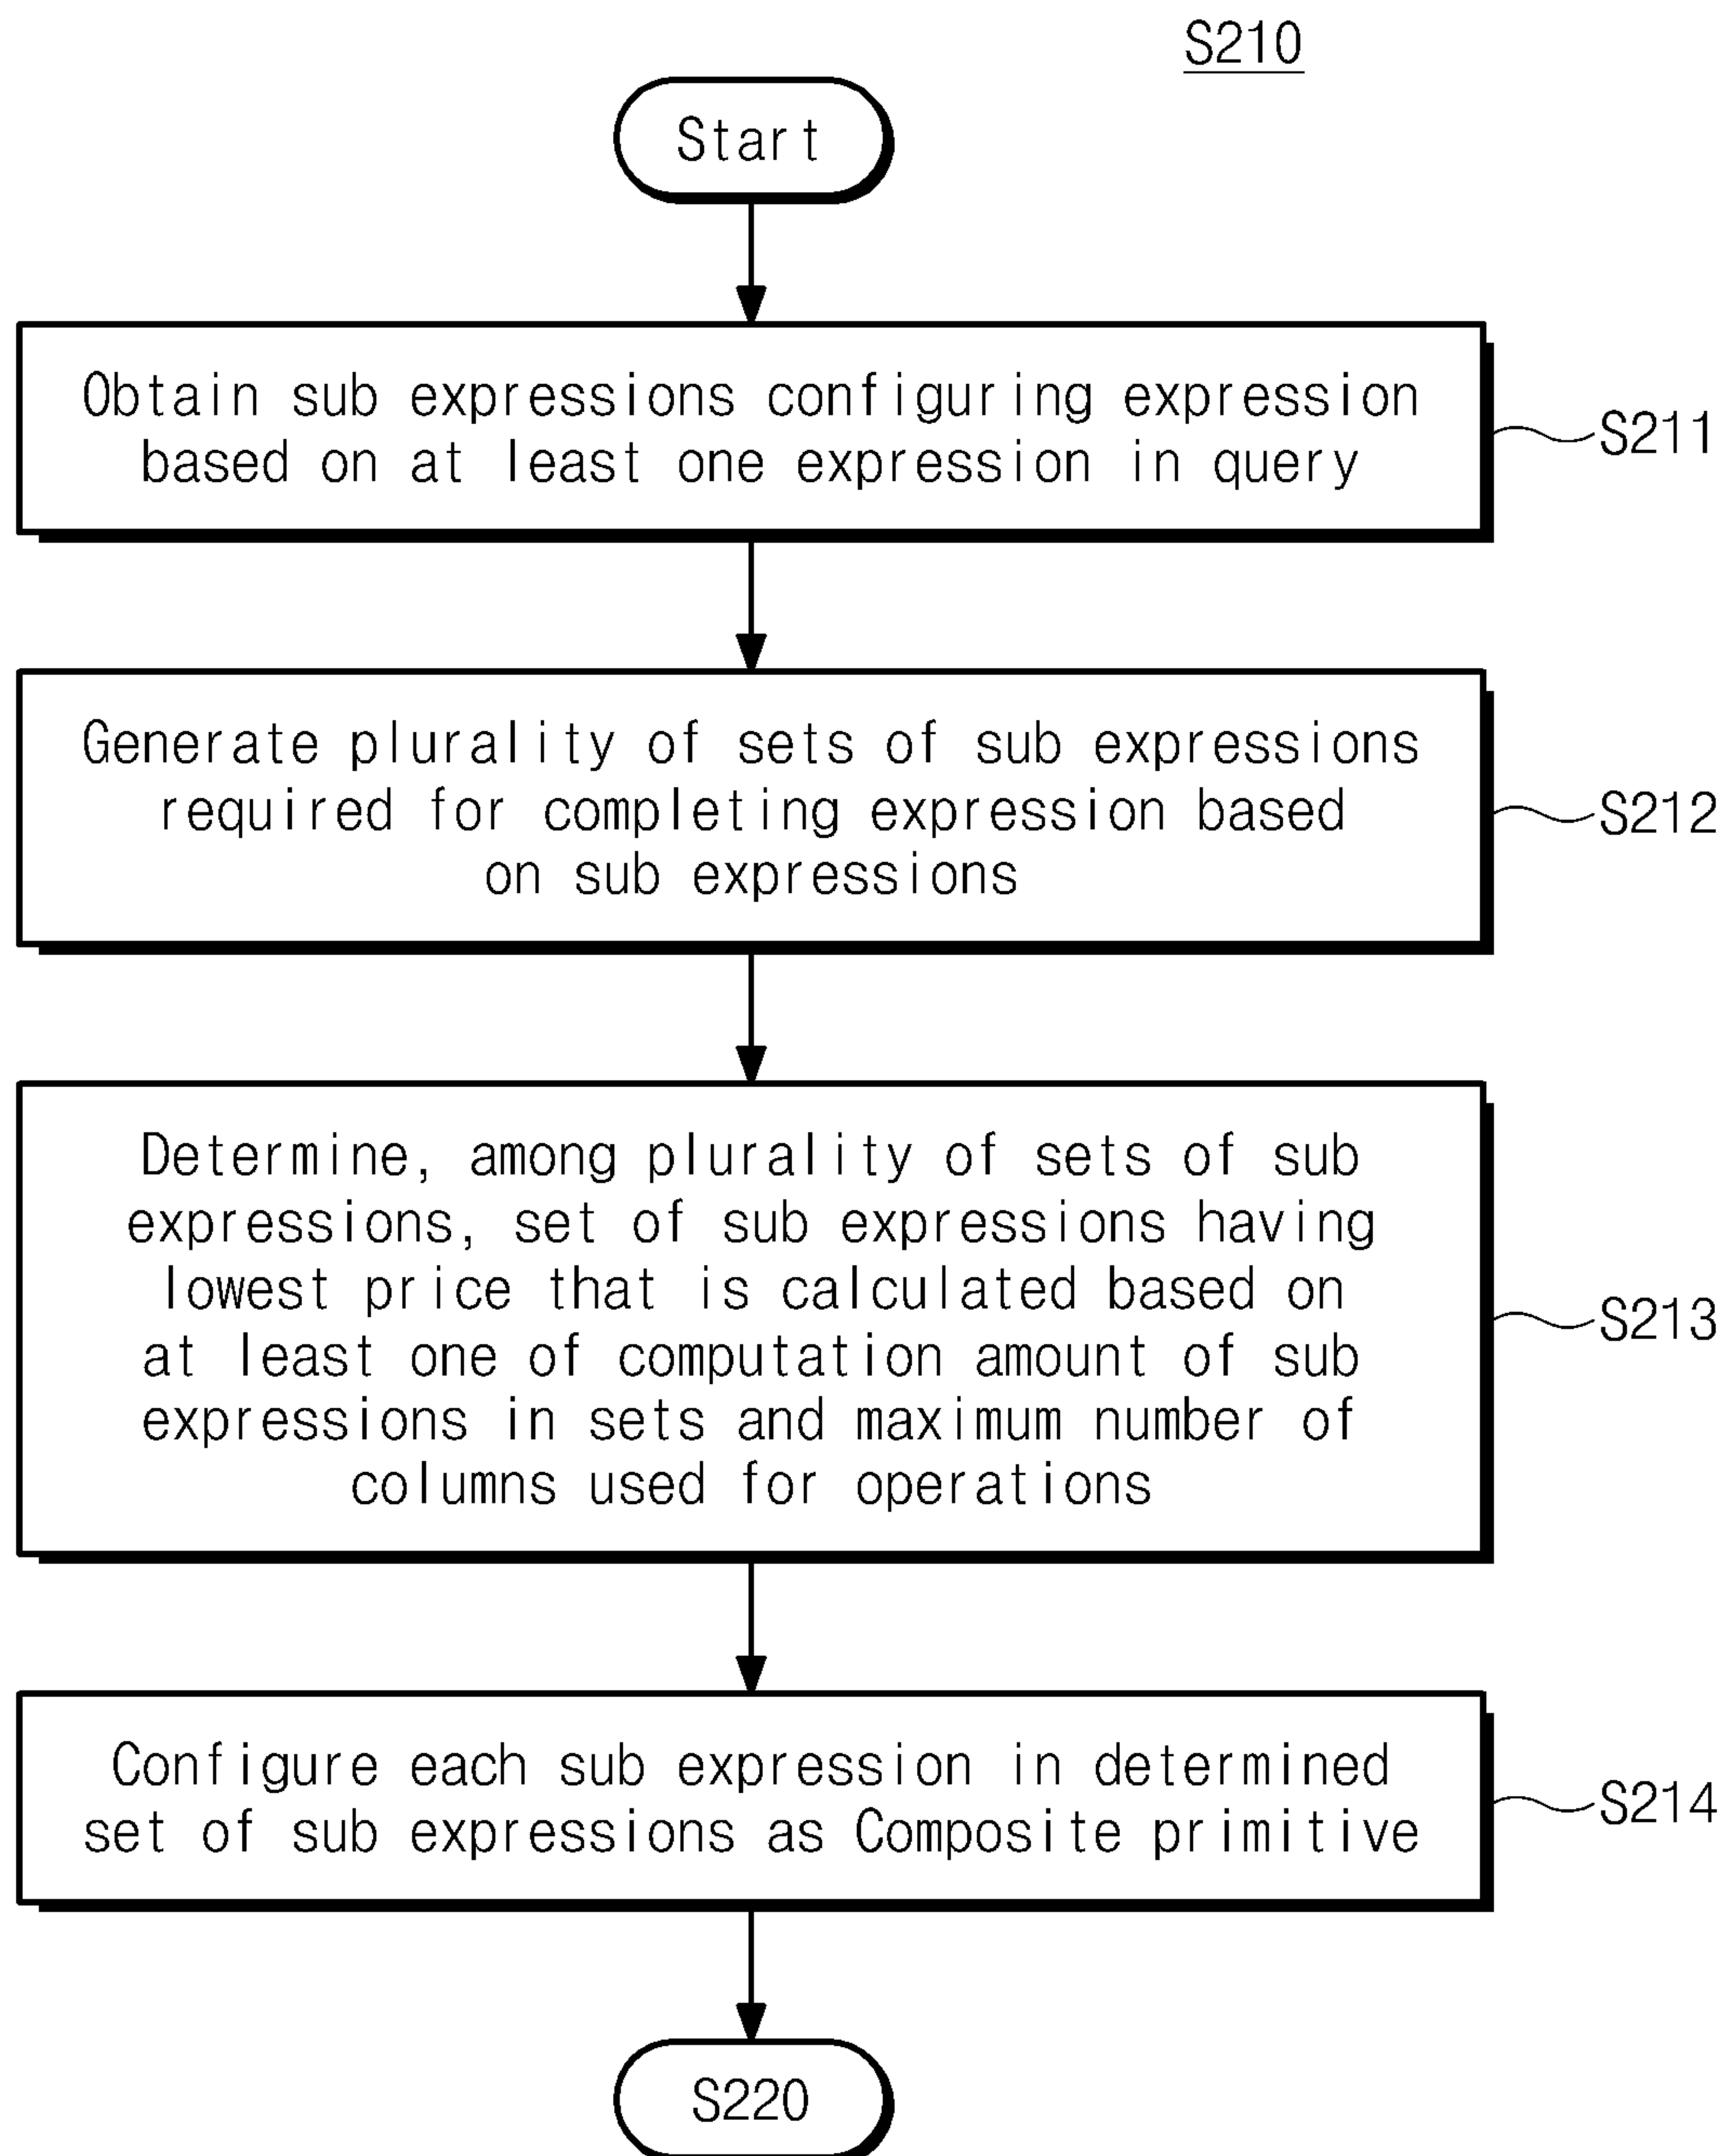 S210
Start
Obtain sub expressions configuring expression
based on at least one expression in query
S211
Generate plurality of sets of sub expressions
required for completing expression based
on sub expressions
S212
Determine, among plurality of sets of sub
expressions, set of sub expressions having
lowest price that is calculated based on
at least one of computation amount of sub
expressions in sets and maximum number of
columns used for operations
S213
Configure each sub expression in determined
set of sub expressions as Composite primitive
S214
S220